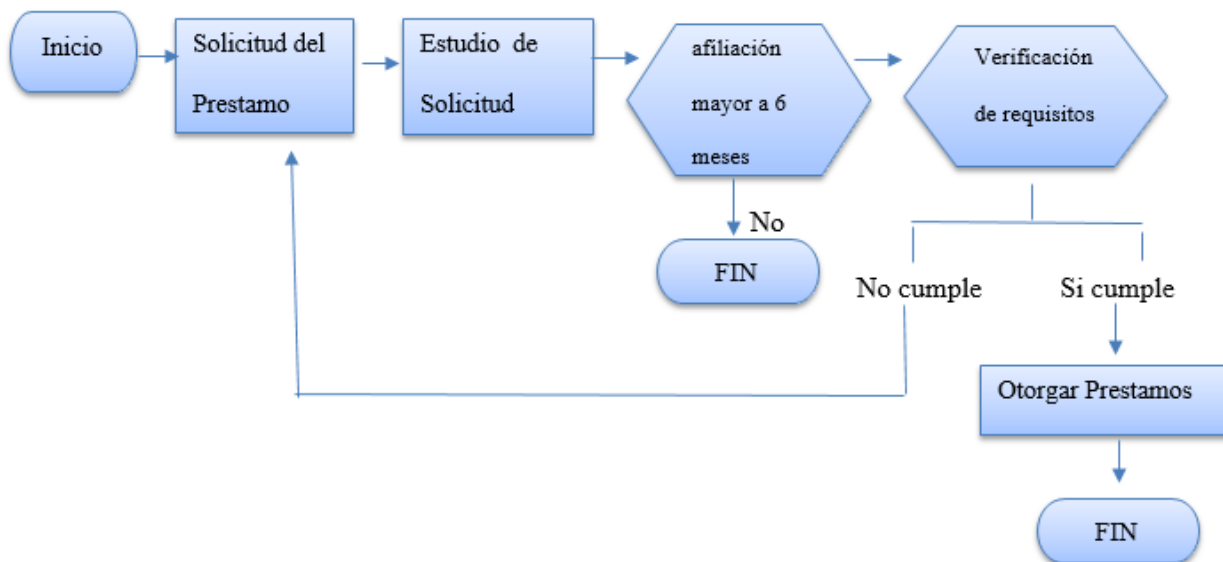 Inicio
Solicitud del
Prestamo
Estudio de
Solicitud
afiliación
mayor a 6
meses
Verificación
de requisitos
No
FIN
No cumple
Si cumple
Otorgar Prestamos
FIN